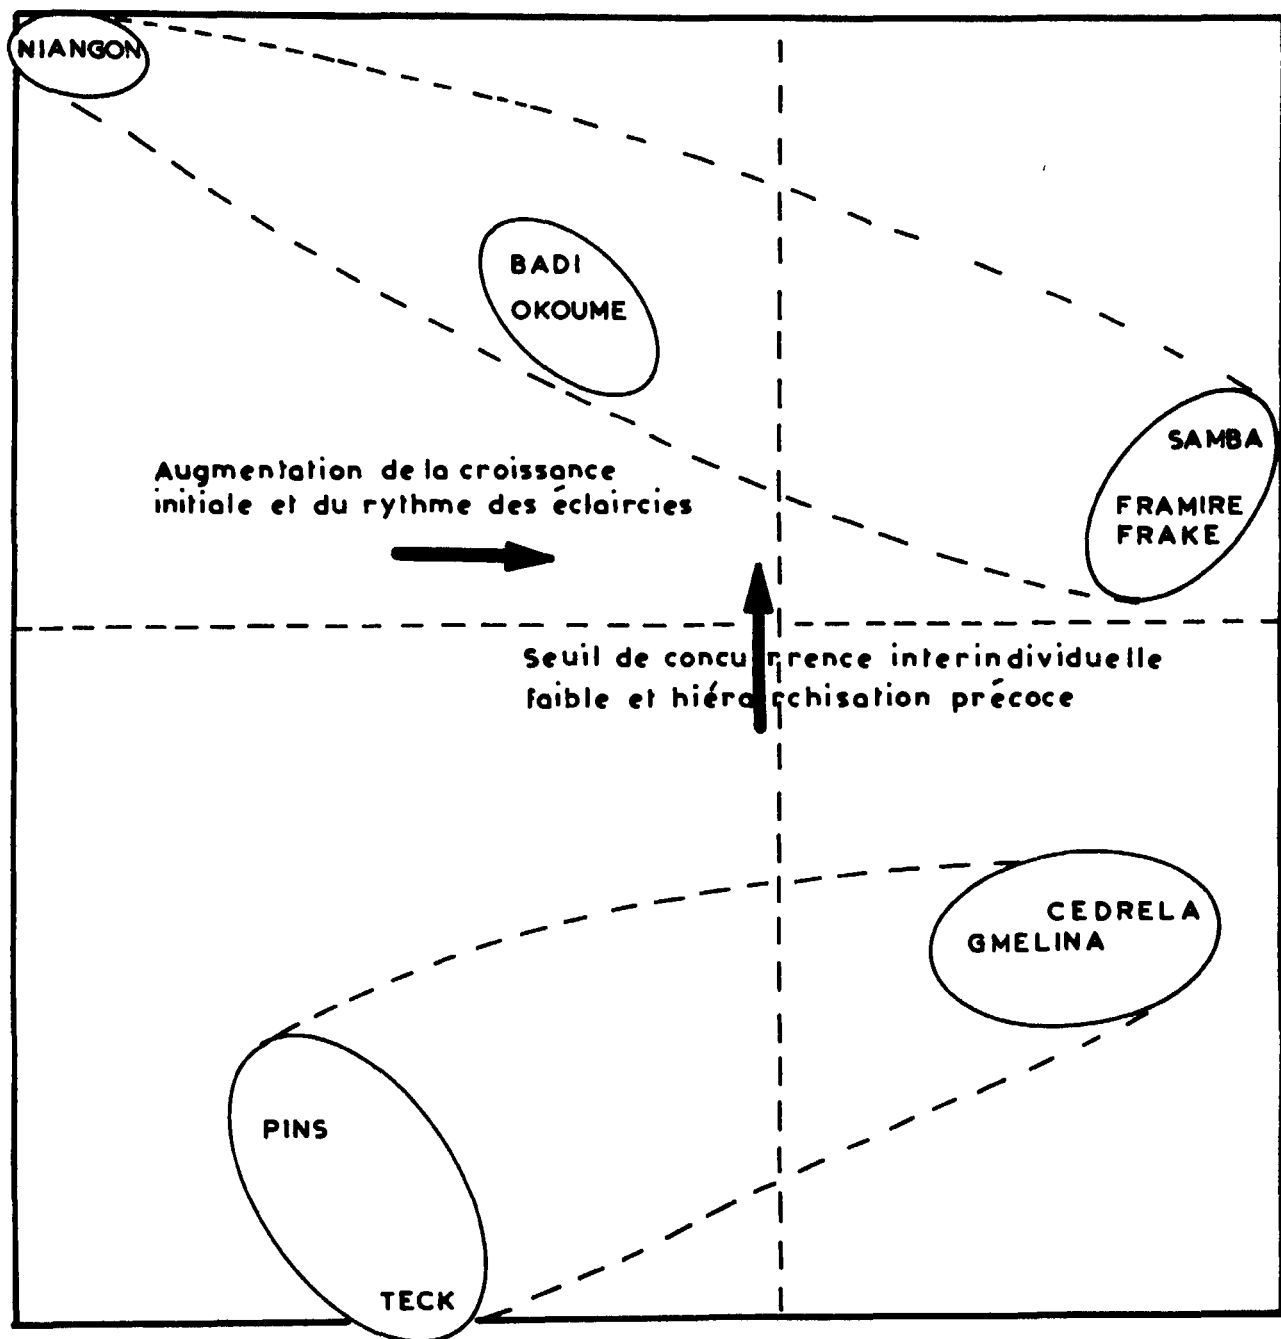 NIANGON
BADI
OKOUME
SAMBA
FRAMIRE
FRAKE
Augmentation de la croissance
initiale et du rythme des éclaircies
Seuil de concurrence interindividuelle
faible et hiérarchisation précoce
CEDRELA
GMELINA
PINS
TECK